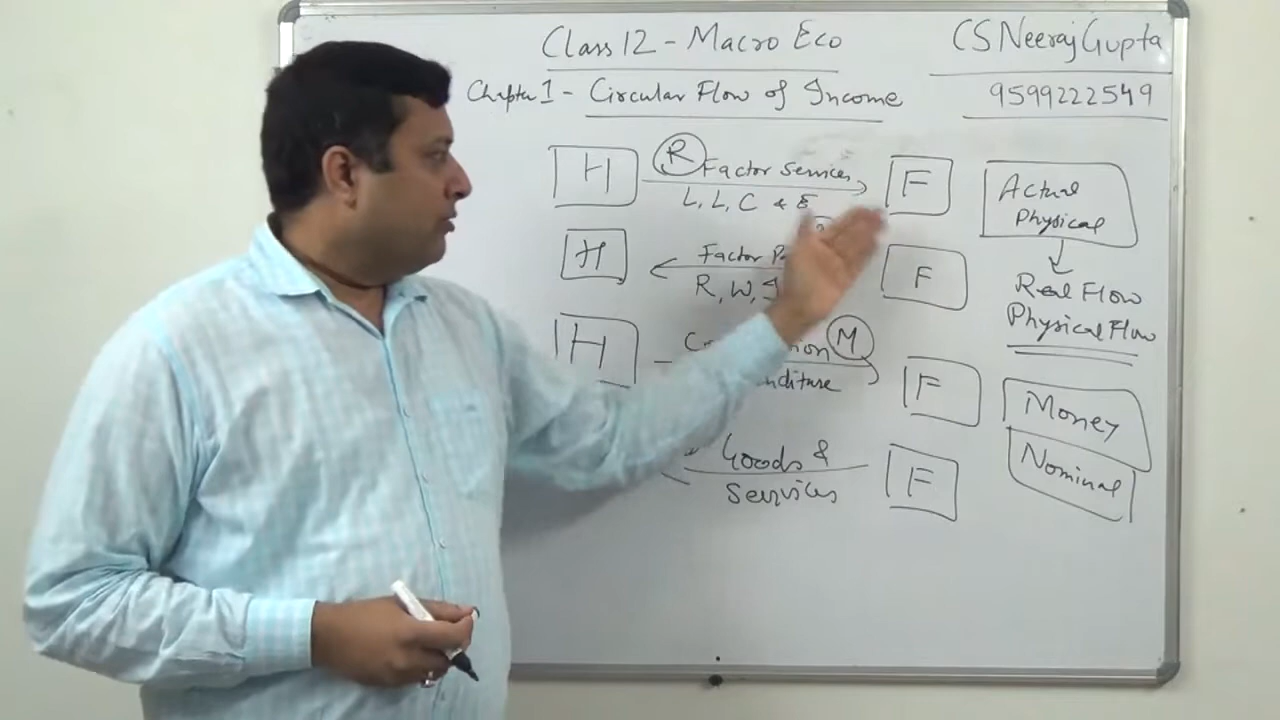 Class 12 - Macro Eco
CS Neeraj Gupta
Chapter 1 - Circular Flow of Income
9599222549
H R Factor Services F
L, L, C & E
H Factor F
R, W,
H M F
Goods & F
Services
Actual
Physical
Real Flow
Physical Flow
Money
Nominal